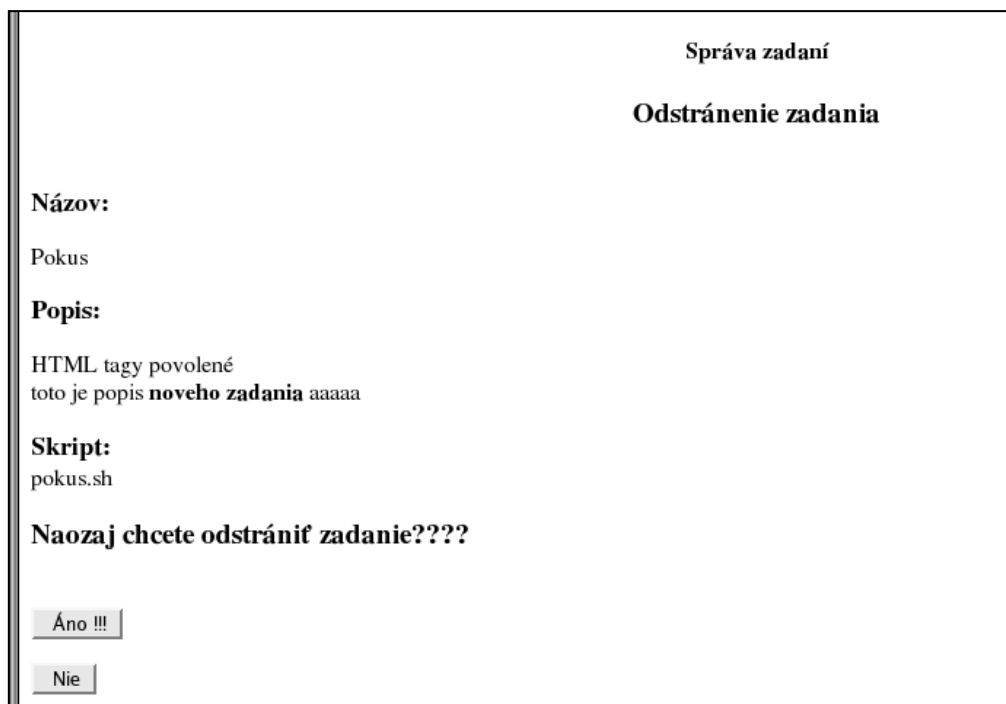 Správa zadaní
Odstránenie zadania
Názov:
Pokus
Popis:
HTML tagy povolené
toto je popis noveho zadania aaaaa
Skript:
pokus.sh
Naozaj chcete odstrániť zadanie????
Áno !!!
Nie